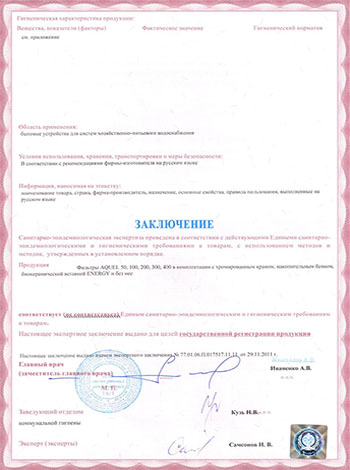 Гигиеническая характеристика продукции:
Вещества, показатели (факторы) Фактическое значение Гигиенический норматив
см. приложение
Область применения:
бытовые устройства для систем хозяйственно-питьевого водоснабжения
Условия использования, хранения, транспортировки и меры безопасности:
В соответствии с рекомендациями фирмы-изготовителя на русском языке
Информация, наносимая на этикетку:
наименование товара, страна, фирма-производитель, назначение, основные свойства, правила пользования, выполненные на
русском языке
ЗАКЛЮЧЕНИЕ
Санитарно-эпидемиологическая экспертиза проведена в соответствии с действующими Едиными санитарно-
эпидемиологическими и гигиеническими требованиями к товарам, с использованием методов и
методик, утвержденных в установленном порядке.
Продукция Фильтры AQUEL 50, 100, 200, 300, 400 в комплектации с хромированным краном, накопительным баком,
биокерамической вставкой ENERGY и без нее
соответствует (не соответствует) Единым санитарно-эпидемиологическим и гигиеническим требованиям
к товарам.
Настоящее экспертное заключение выдано для целей государственной регистрации продукции
Настоящее заключение выдано взамен экспертного заключения № 77.01.06.П.017517.11.11 от 29.11.2011 г.
Главный врач
(заместитель главного врача) Иваненко А.В.
М. П.
Заведующий отделом Кузь Н.В.
коммунальной гигиены
Эксперт (эксперты) Самсонов И. В.